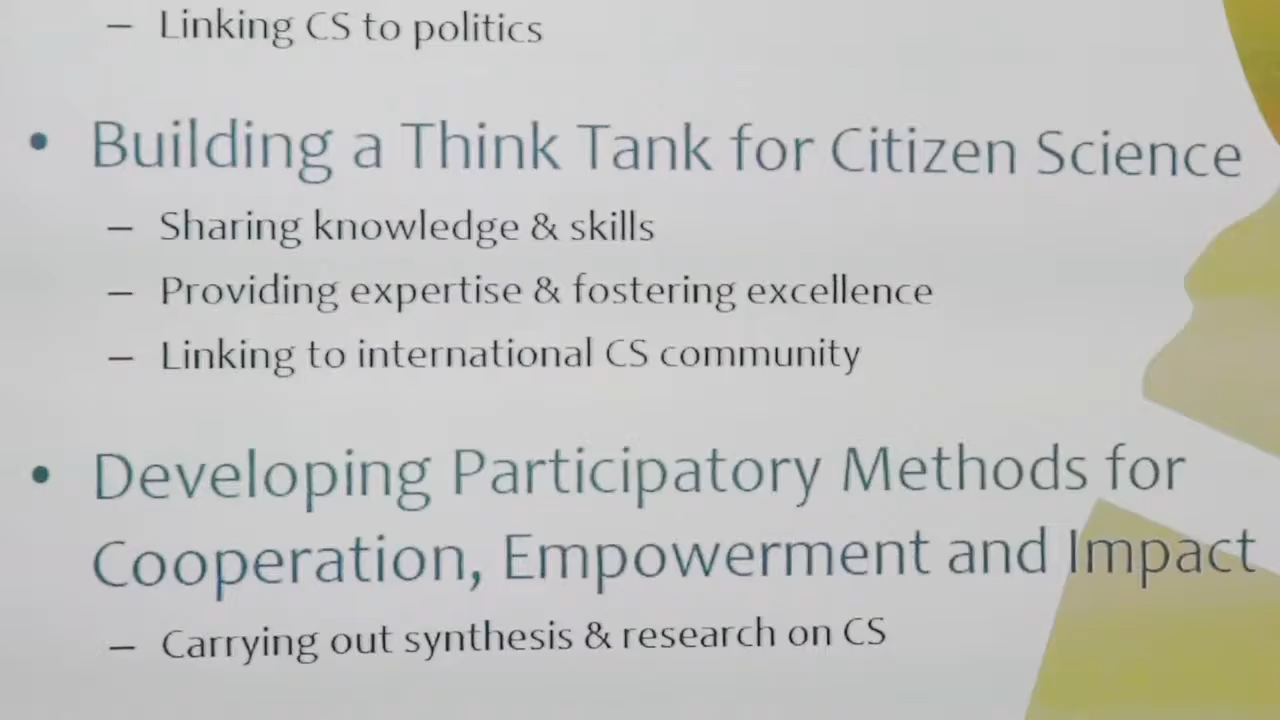 – Linking CS to politics
• Building a Think Tank for Citizen Science
– Sharing knowledge & skills
– Providing expertise & fostering excellence
– Linking to international CS community
• Developing Participatory Methods for
Cooperation, Empowerment and Impact
– Carrying out synthesis & research on CS